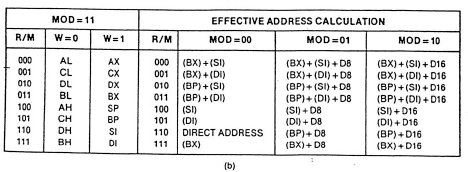 MOD = 11 EFFECTIVE ADDRESS CALCULATION
R/M W = 0 W = 1 R/M MOD = 00 MOD = 01 MOD = 10
000 AL AX 000 (BX) + (SI) (BX) + (SI) + D8 (BX) + (SI) + D16
001 CL CX 001 (BX) + (DI) (BX) + (DI) + D8 (BX) + (DI) + D16
010 DL DX 010 (BP) + (SI) (BP) + (SI) + D8 (BP) + (SI) + D16
011 BL BX 011 (BP) + (DI) (BP) + (DI) + D8 (BP) + (DI) + D16
100 AH SP 100 (SI) (SI) + D8 (SI) + D16
101 CH BP 101 (DI) (DI) + D8 (DI) + D16
110 DH SI 110 DIRECT ADDRESS (BP) + D8 (BP) + D16
111 BH DI 111 (BX) (BX) + D8 (BX) + D16
(b)